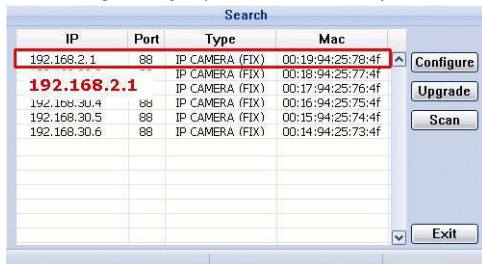 Search
IP Port Type Mac
192.168.2.1 88 IP CAMERA (FIX) 00:19:94:25:78:4f Configure
88 IP CAMERA (FIX) 00:18:94:25:77:4f
192.168.2.1
88 IP CAMERA (FIX) 00:17:94:25:76:4f Upgrade
192.168.30.4 88 IP CAMERA (FIX) 00:16:94:25:75:4f
192.168.30.5 88 IP CAMERA (FIX) 00:15:94:25:74:4f Scan
192.168.30.6 88 IP CAMERA (FIX) 00:14:94:25:73:4f
Exit